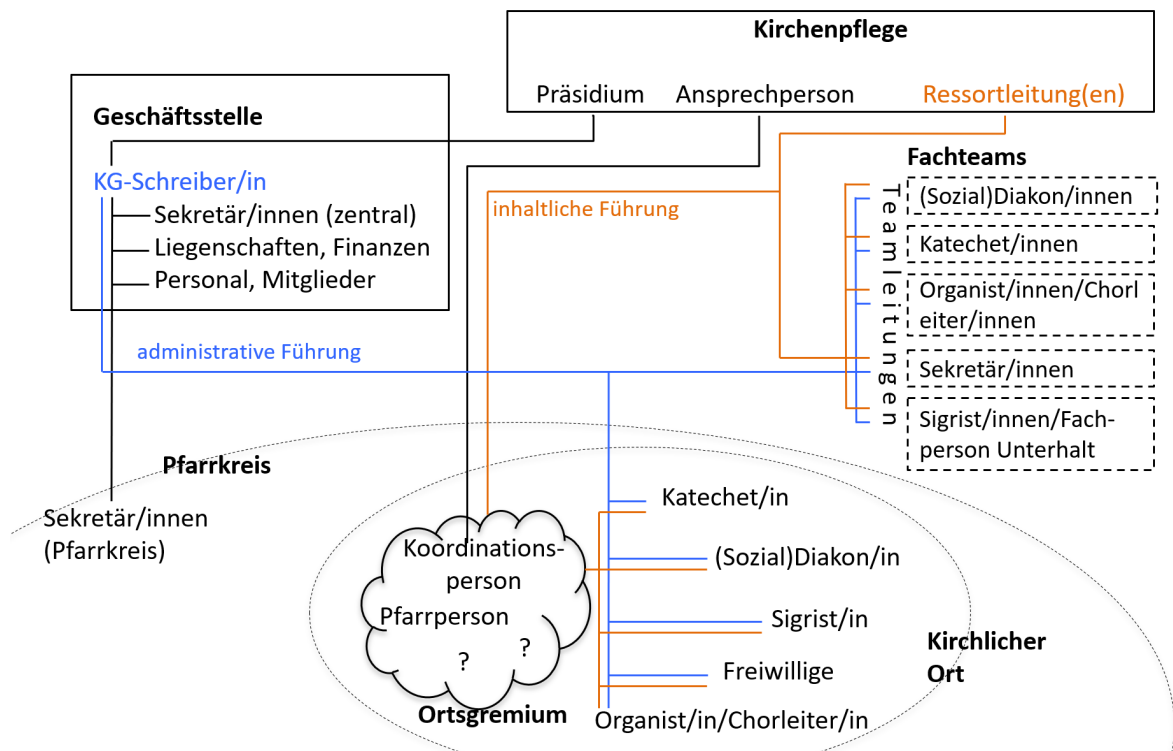 Kirchenpflege
Präsidium
Ansprechperson
Ressortleitung(en)
Geschäftsstelle
KG-Schreiber/in
Sekretär/innen (zentral)
Liegenschaften, Finanzen
Personal, Mitglieder
inhaltliche Führung
administrative Führung
Fachteams
Teamleitungen
(Sozial)Diakon/innen
Katechet/innen
Organist/innen/Chorl
eiter/innen
Sekretär/innen
Sigrist/innen/Fach-
person Unterhalt
Pfarrkreis
Sekretär/innen
(Pfarrkreis)
Koordinations-
person
Pfarrperson
?
?
Ortsgremium
Katechet/in
(Sozial)Diakon/in
Sigrist/in
Freiwillige
Organist/in/Chorleiter/in
Kirchlicher
Ort